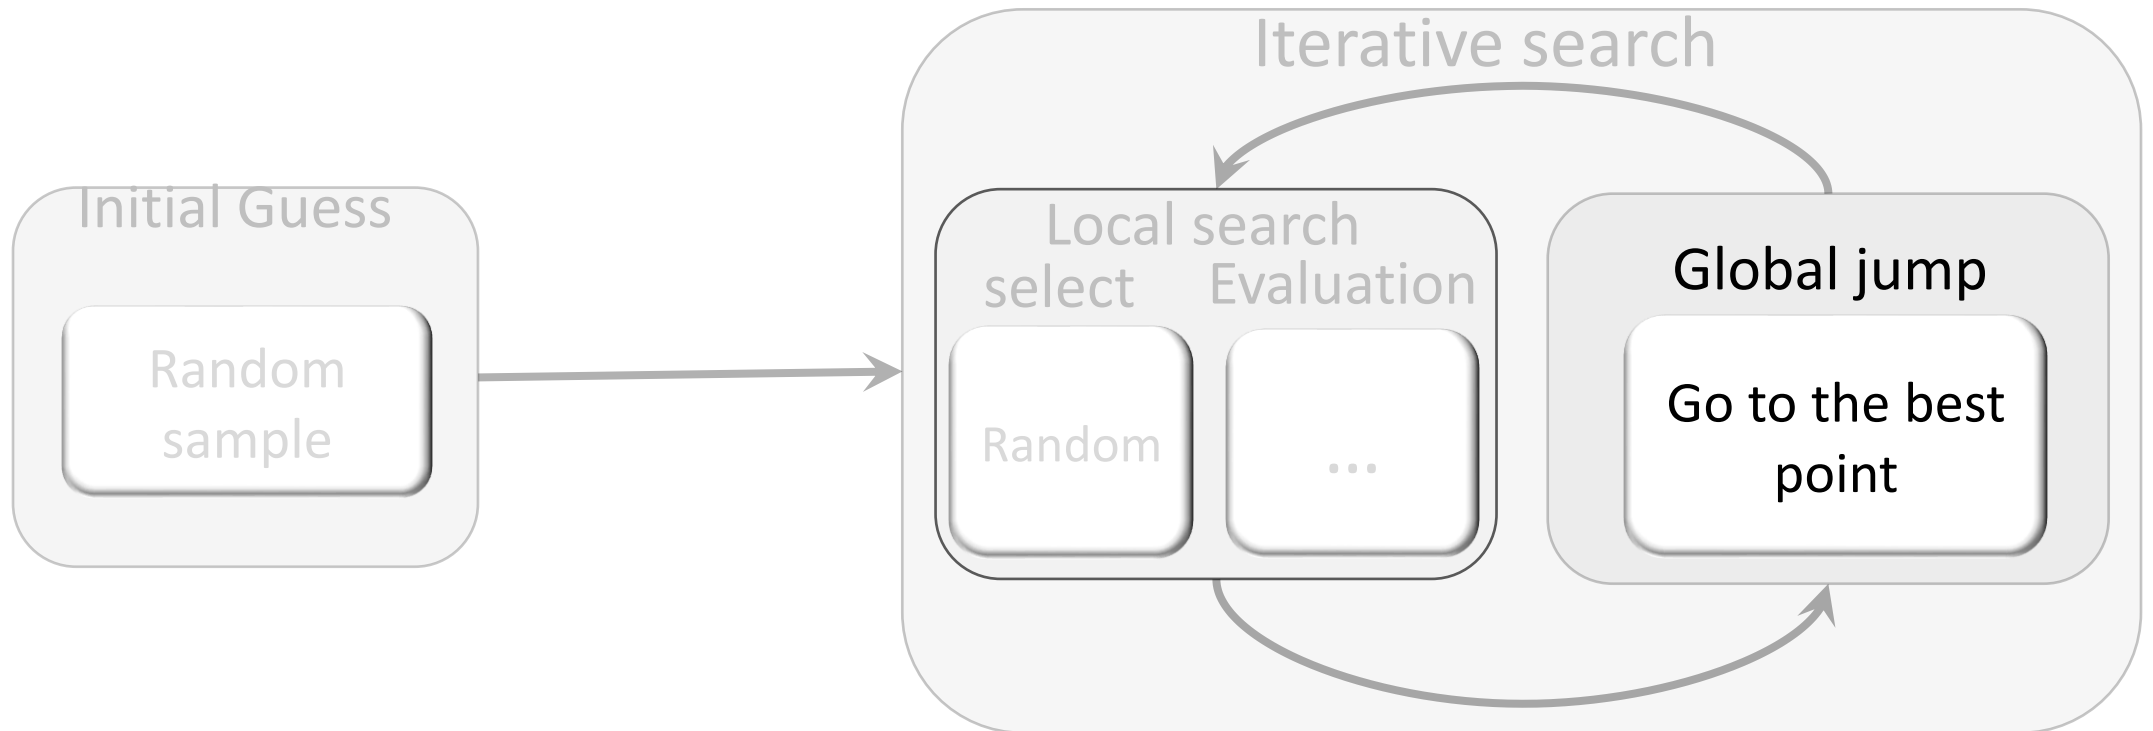 Iterative search
Initial Guess
Random
sample
Local search
select
Evaluation
Random
...
Global jump
Go to the best
point